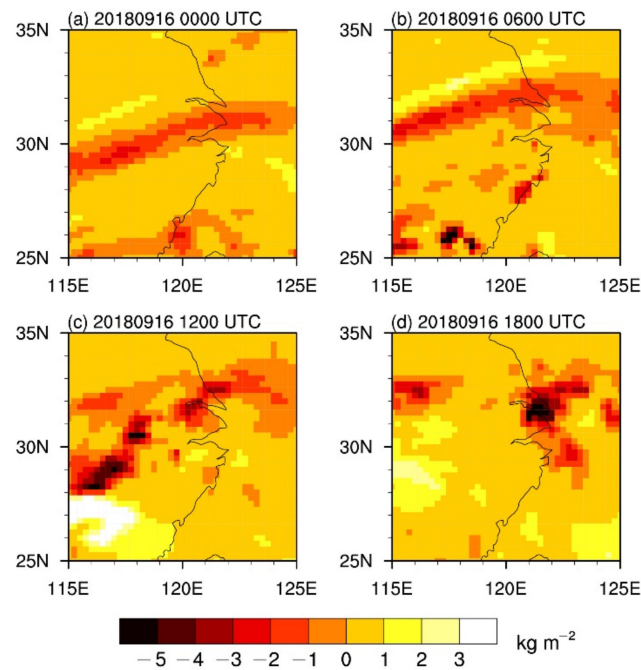 (a) 20180916 0000 UTC
(b) 20180916 0600 UTC
35N
30N
25N
115E 120E 125E
35N
30N
25N
115E 120E 125E
(c) 20180916 1200 UTC
(d) 20180916 1800 UTC
35N
30N
25N
115E 120E 125E
35N
30N
25N
115E 120E 125E
−5 −4 −3 −2 −1 0 1 2 3 kg m⁻²